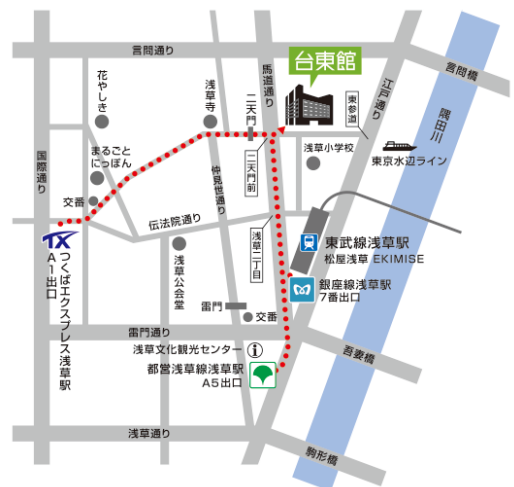 言問通り
馬道通り
台東館
江戸通り
言問橋
花やしき
浅草寺
二天門
東参道
隅田川
国際通り
まるごと
にっぽん
二天門前
浅草小学校
東京水辺ライン
交番
仲見世通り
伝法院通り
TX
A1出口
つくばエクスプレス浅草駅
浅草公会堂
浅草二丁目
東武線浅草駅
松屋浅草 EKIMISE
銀座線浅草駅
7番出口
雷門
交番
雷門通り
吾妻橋
浅草文化観光センター
都営浅草線浅草駅
A5出口
浅草通り
駒形橋